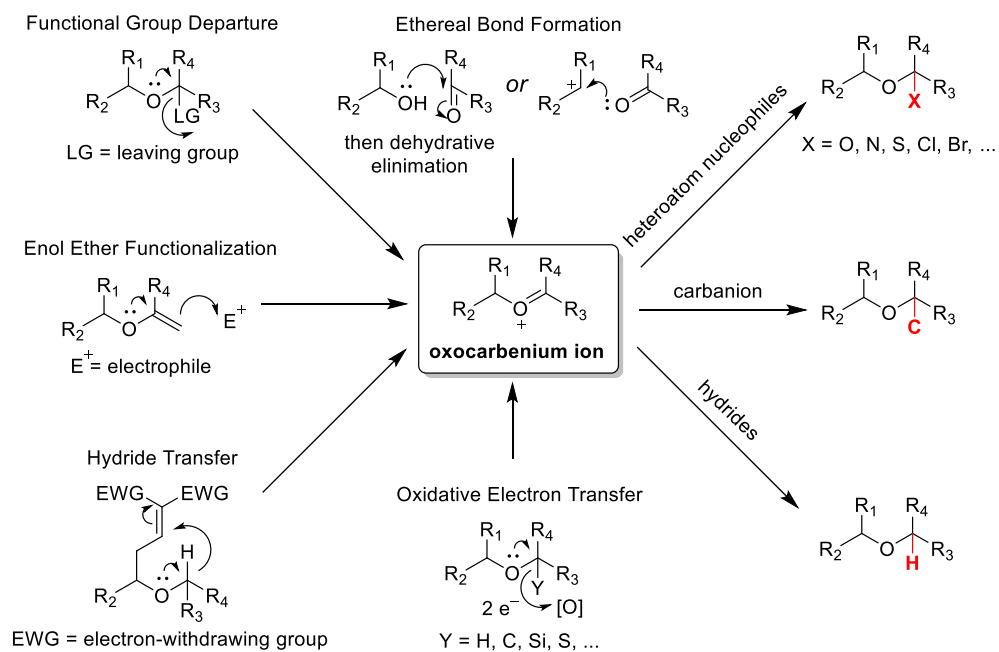 Functional Group Departure
R1
R4
R2
O
R3
LG
LG = leaving group
Ethereal Bond Formation
R1
R4
R2
OH
O
R3
then dehydrative
elinimation
or
R1
R4
+
R2
O
R3
heteroatom nucleophiles
R1
R4
R2
O
R3
X
X = O, N, S, Cl, Br, ...
Enol Ether Functionalization
R1
R4
R2
O
E+
E+= electrophile
R1
R4
R2
O
+
R3
oxocarbenium ion
carbanion
R1
R4
R2
O
R3
C
Hydride Transfer
EWG
EWG
H
R2
O
R4
R3
EWG = electron-withdrawing group
Oxidative Electron Transfer
R1
R4
R2
O
R3
Y
2 e−
[O]
Y = H, C, Si, S, ...
hydrides
R1
R4
R2
O
R3
H